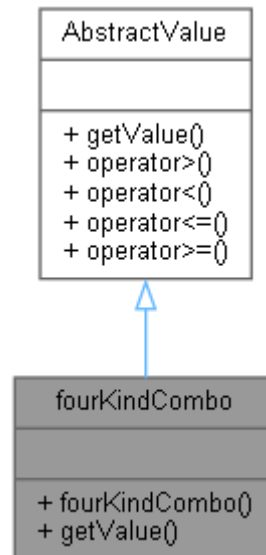 AbstractValue
+ getValue()
+ operator>()
+ operator<()
+ operator<=()
+ operator>=()
fourKindCombo
+ fourKindCombo()
+ getValue()